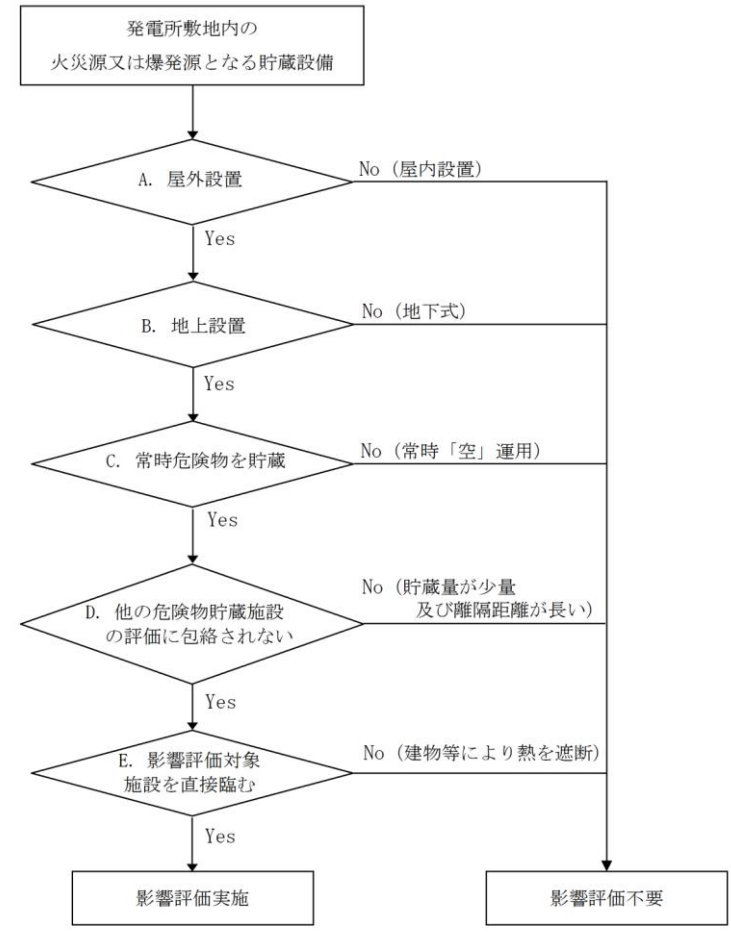 発電所敷地内の
火災源又は爆発源となる貯蔵設備
A. 屋外設置
No (屋内設置)
Yes
B. 地上設置
No (地下式)
Yes
C. 常時危険物を貯蔵
No (常時「空」運用)
Yes
D. 他の危険物貯蔵施設
の評価に包絡されない
No (貯蔵量が少量
及び離隔距離が長い)
Yes
E. 影響評価対象
施設を直接臨む
No (建物等により熱を遮断)
Yes
影響評価実施
影響評価不要